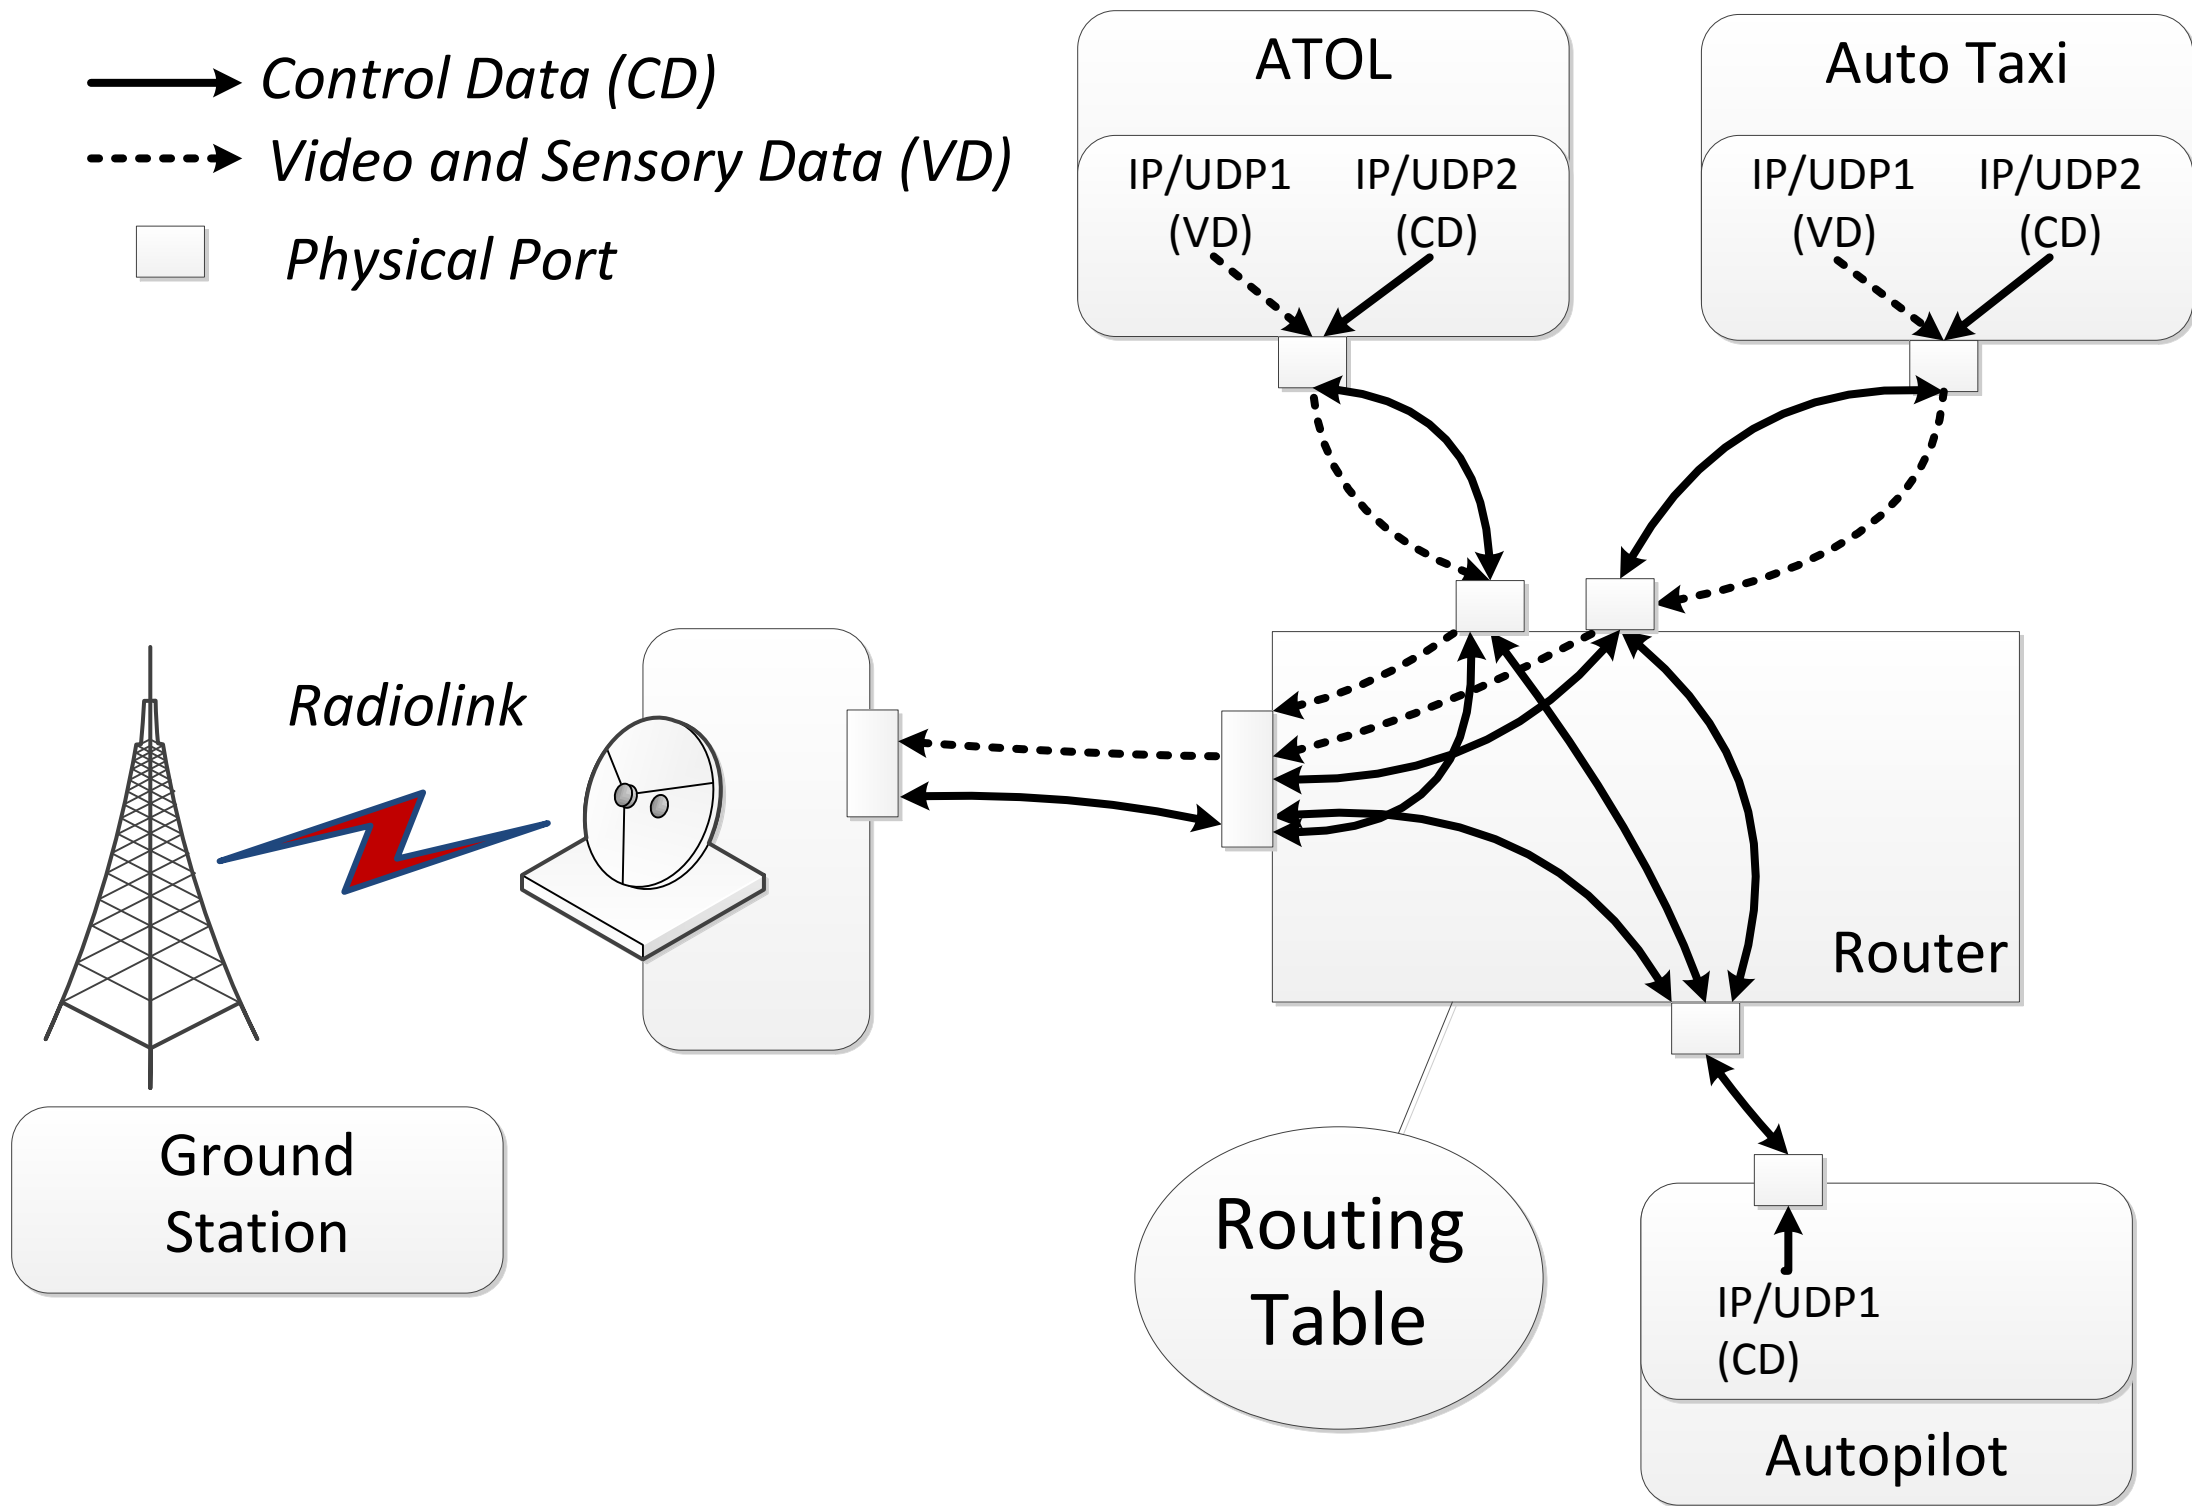 Control Data (CD)
Video and Sensory Data (VD)
Physical Port
ATOL
IP/UDP1
(VD)
IP/UDP2
(CD)
Auto Taxi
IP/UDP1
(VD)
IP/UDP2
(CD)
Radiolink
Router
Ground
Station
Routing
Table
IP/UDP1
(CD)
Autopilot